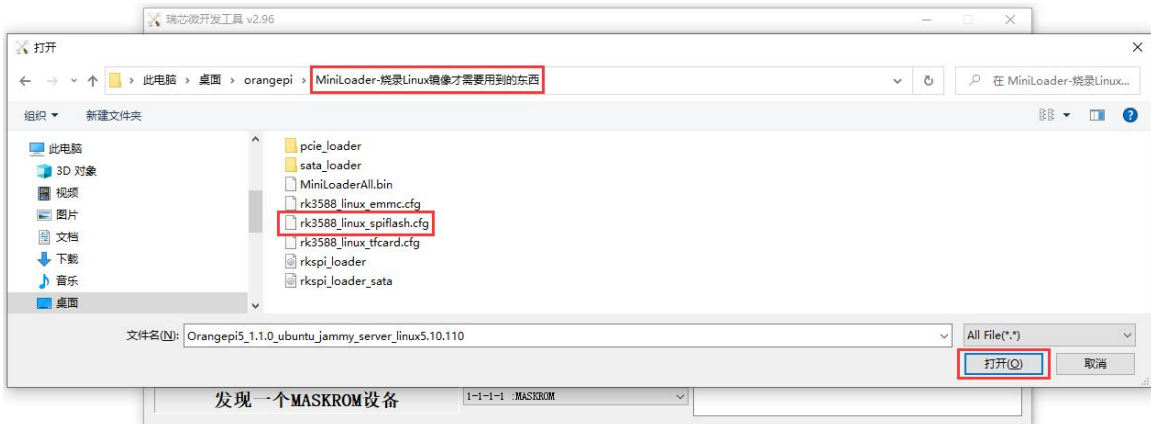 瑞芯微开发工具 v2.96
打开
此电脑 › 桌面 › orangepi › MiniLoader-烧录Linux镜像才需要用到的东西
在 MiniLoader-烧录Linux...
组织
新建文件夹
此电脑
3D 对象
视频
图片
文档
下载
音乐
桌面
pcie_loader
sata_loader
MiniLoaderAll.bin
rk3588_linux_emmc.cfg
rk3588_linux_spiflash.cfg
rk3588_linux_tfcard.cfg
rkspi_loader
rkspi_loader_sata
文件名(N): Orangepi5_1.1.0_ubuntu_jammy_server_linux5.10.110
All File(*.*)
打开(O)
取消
发现一个MASKROM设备
1-1-1-1 :MASKROM